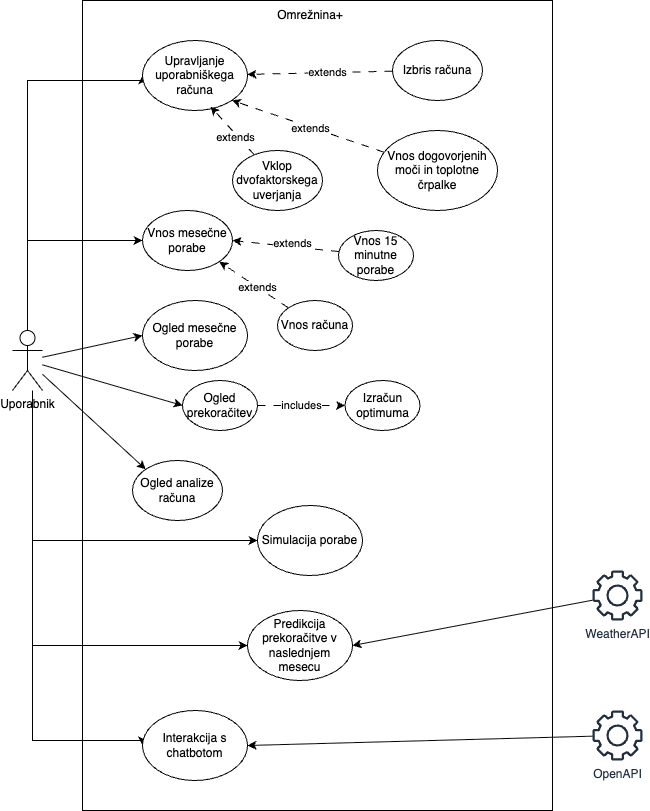 Omrežnina+
Upravljanje
uporabniškega
računa
extends
Izbris računa
extends
Vnos dogovorjenih
moči in toplotne
črpalke
extends
Vklop
dvofaktorskega
uverjanja
Vnos mesečne
porabe
extends
Vnos 15
minutne
porabe
extends
Vnos računa
Ogled mesečne
porabe
Uporabnik
Ogled
prekoračitev
includes
Izračun
optimuma
Ogled analize
računa
Simulacija porabe
Predikcija
prekoračitve v
naslednjem
mesecu
WeatherAPI
Interakcija s
chatbotom
OpenAPI